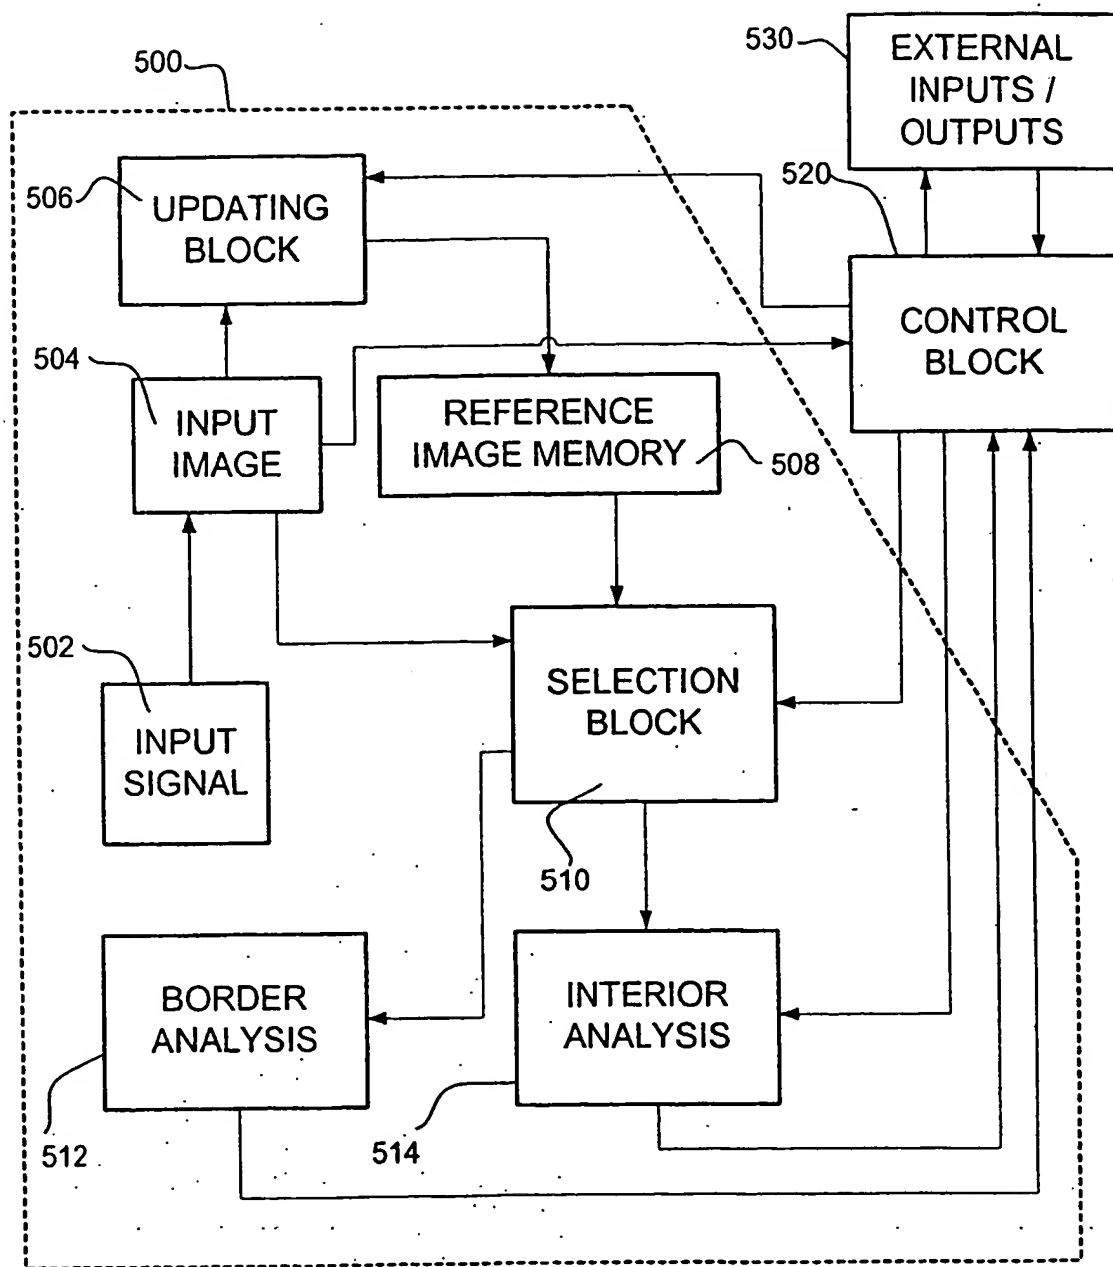 530
EXTERNAL
INPUTS /
OUTPUTS
500
506
UPDATING
BLOCK
520
CONTROL
BLOCK
504
INPUT
IMAGE
REFERENCE
IMAGE MEMORY
508
502
INPUT
SIGNAL
SELECTION
BLOCK
510
BORDER
ANALYSIS
512
INTERIOR
ANALYSIS
514